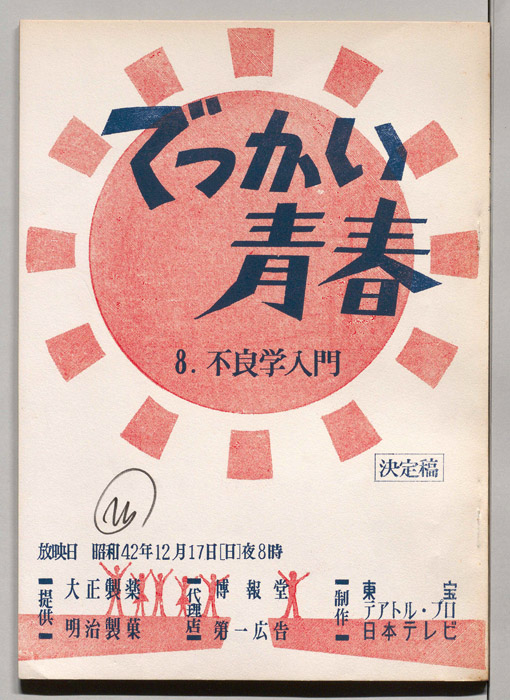 でっかい
青春
8. 不良学入門
決定稿
放映日 昭和42年12月17日[日]夜8時
提供 大正製薬 明治製菓
代理店 博報堂 第一広告
制作 東宝 テアトル・プロ 日本テレビ